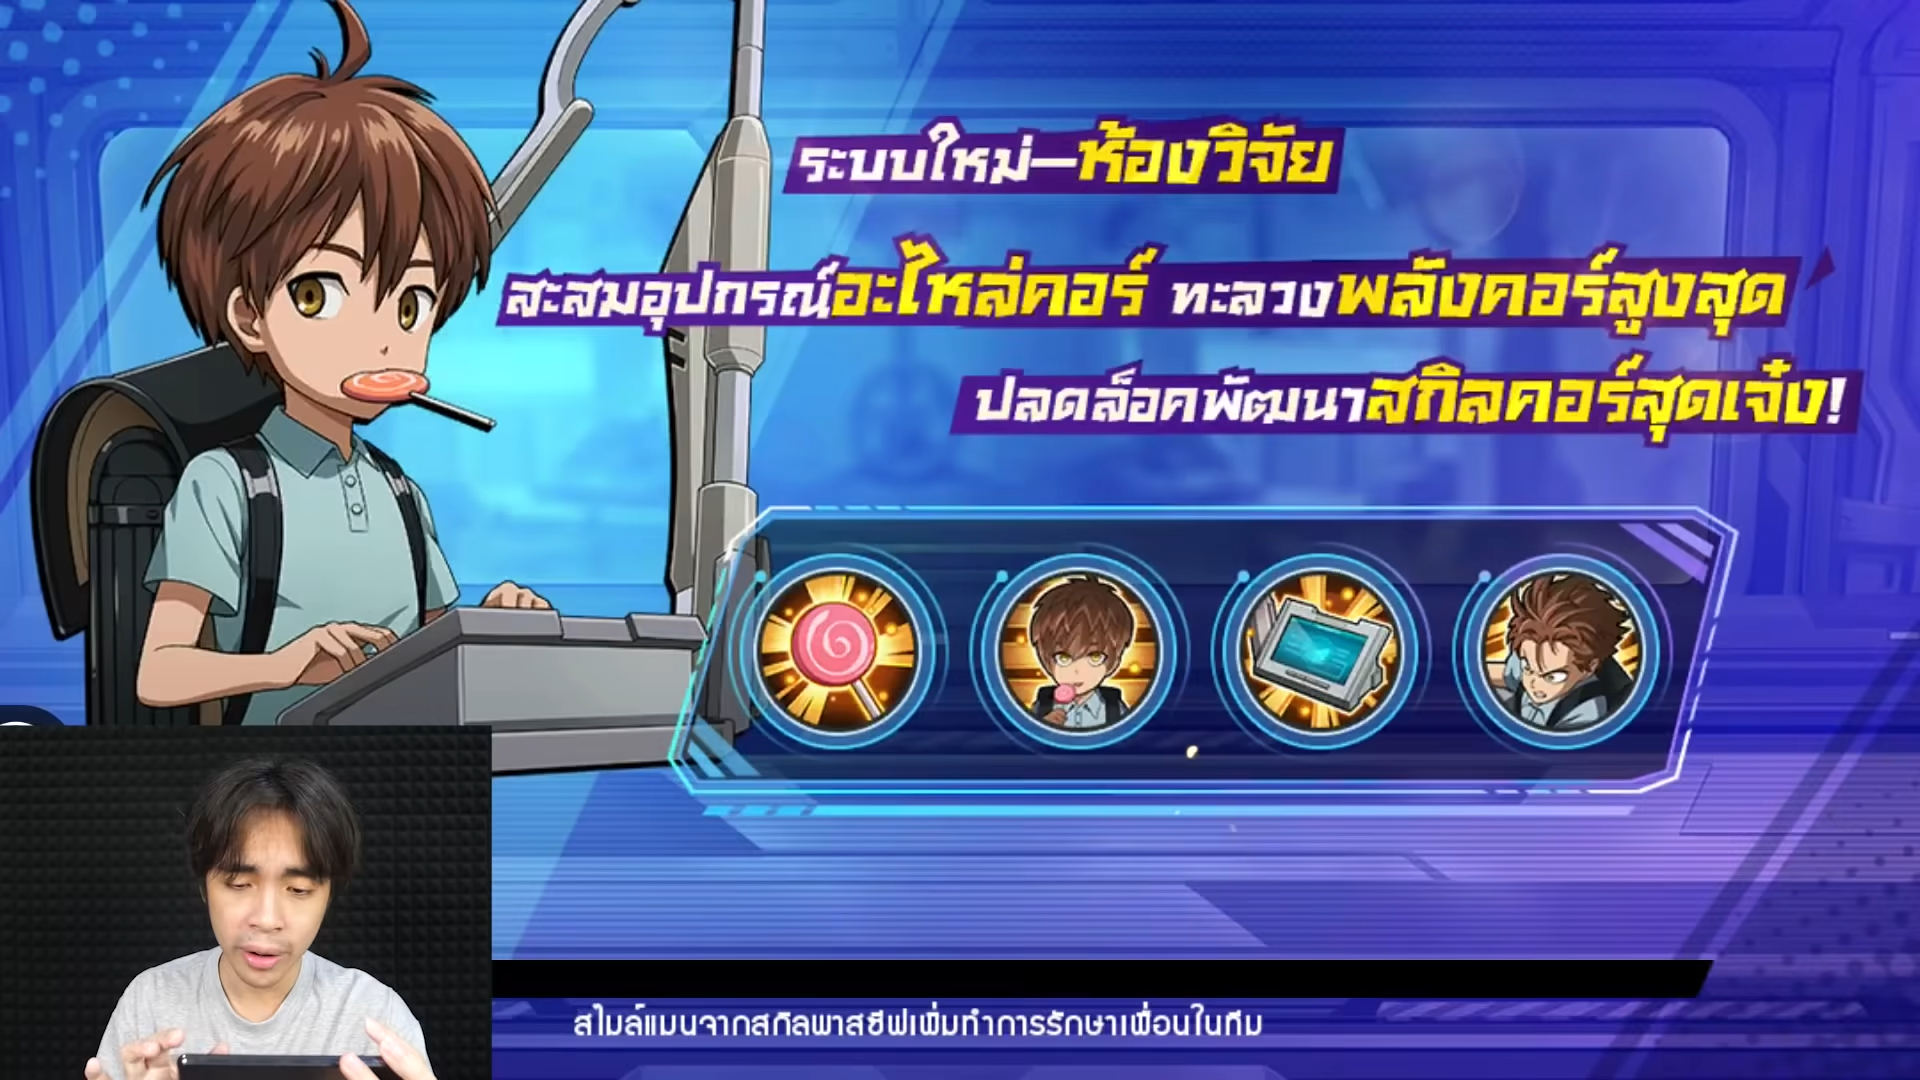 ระบบใหม่—ห้องวิจัย
สะสมอุปกรณ์อะไหล่คอร์ ทะลวงพลังคอร์สูงสุด
ปลดล็อคพัฒนาสกิลคอร์สุดเจ๋ง!
สไมล์แมนจากสกิลพาสซีฟเพิ่มทำการรักษาเพื่อนในทีม